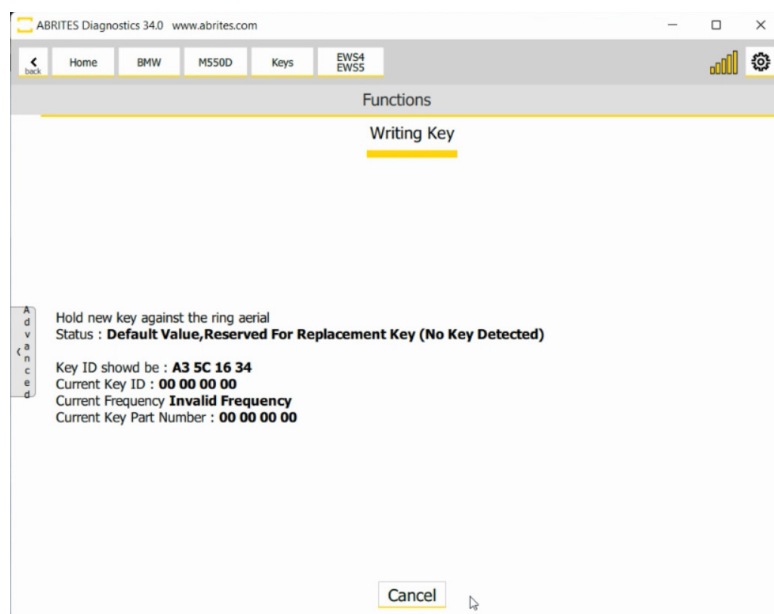 ABRITES Diagnostics 34.0 www.abrites.com
back
Home
BMW
M550D
Keys
EWS4
EWS5
Functions
Writing Key
Advanced
Hold new key against the ring aerial
Status : Default Value,Reserved For Replacement Key (No Key Detected)
Key ID showd be : A3 5C 16 34
Current Key ID : 00 00 00 00
Current Frequency Invalid Frequency
Current Key Part Number : 00 00 00 00
Cancel